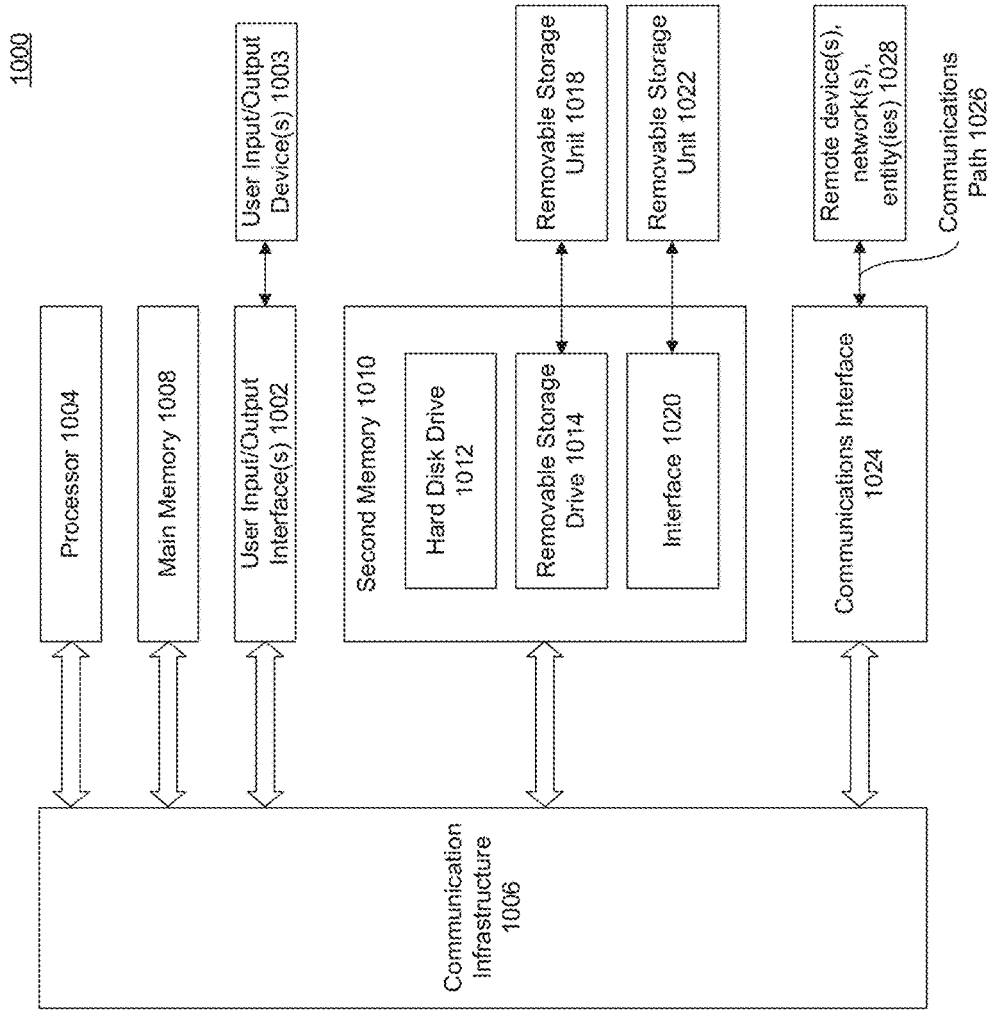 1000
Processor 1004
Main Memory 1008
User Input/Output
Interface(s) 1002
User Input/Output
Device(s) 1003
Communication
Infrastructure
1006
Second Memory 1010
Hard Disk Drive
1012
Removable Storage
Drive 1014
Removable Storage
Unit 1018
Interface 1020
Removable Storage
Unit 1022
Communications Interface
1024
Remote device(s),
network(s),
entity(ies) 1028
Communications
Path 1026